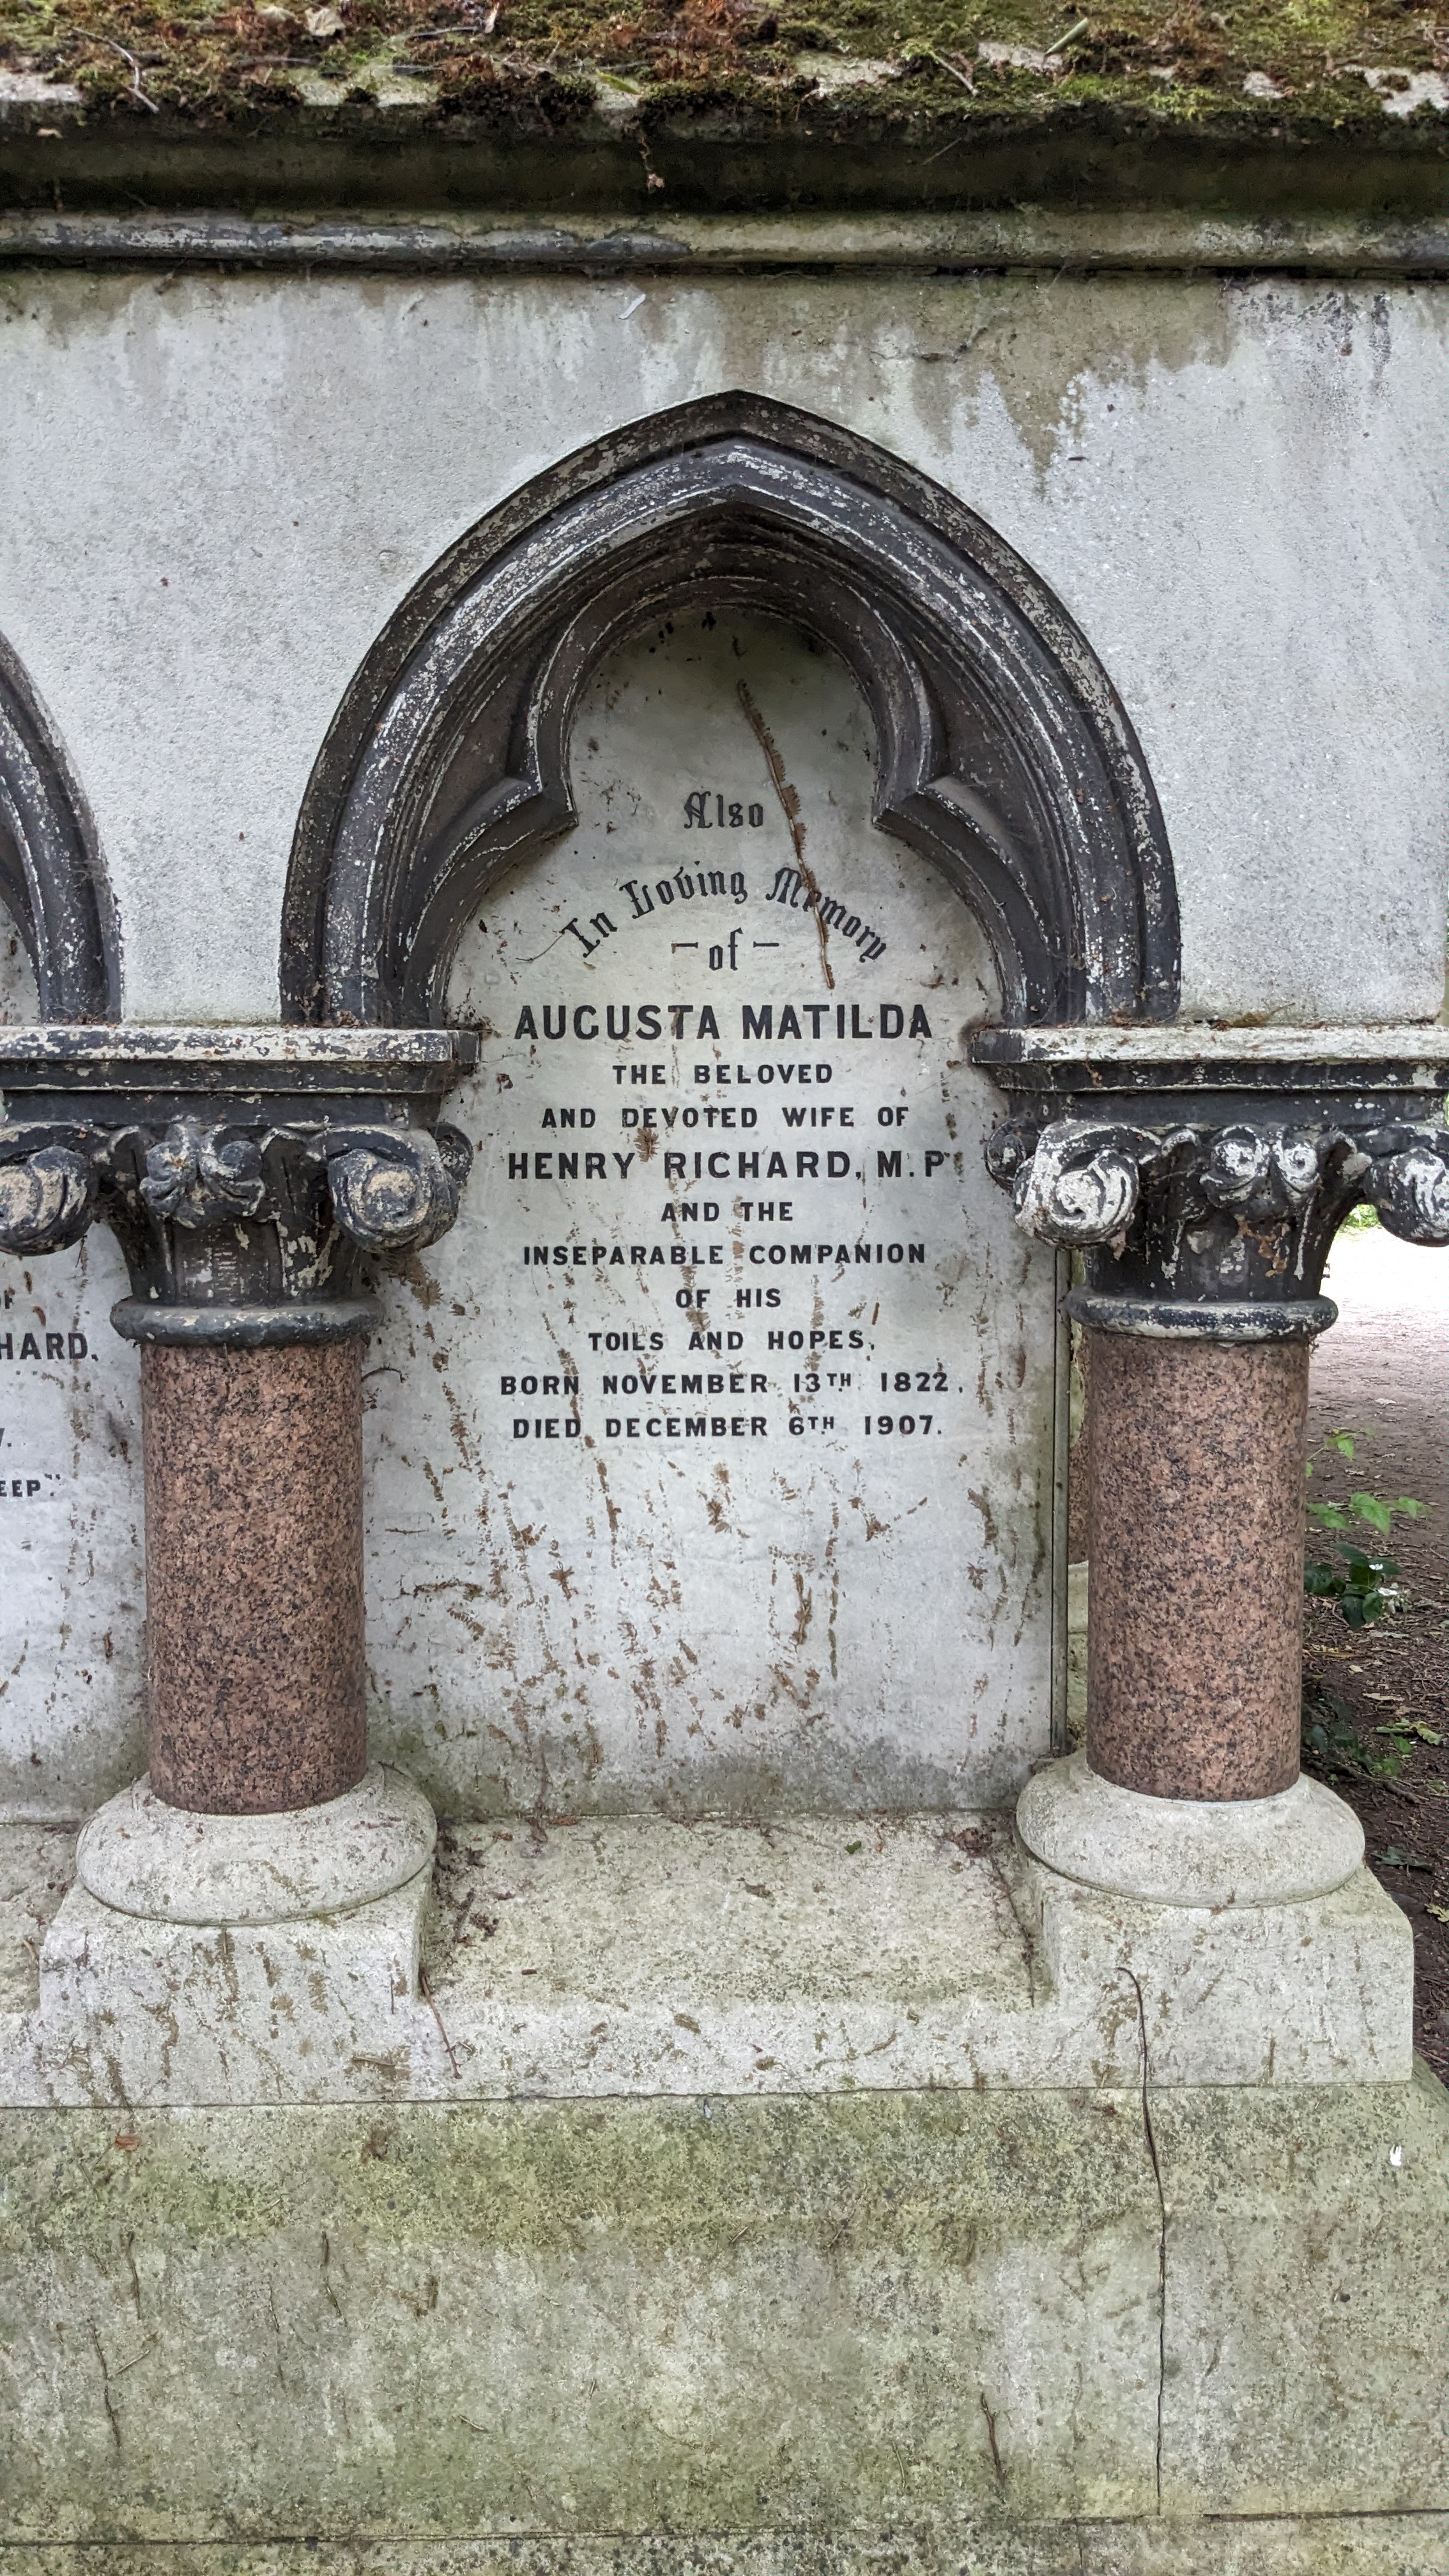 Also
In Loving Memory
– of –
AUGUSTA MATILDA
THE BELOVED
AND DEVOTED WIFE OF
HENRY RICHARD, M.P.
AND THE
INSEPARABLE COMPANION
OF HIS
TOILS AND HOPES,
BORN NOVEMBER 13TH 1822,
DIED DECEMBER 6TH 1907.
HARD,
EEP."